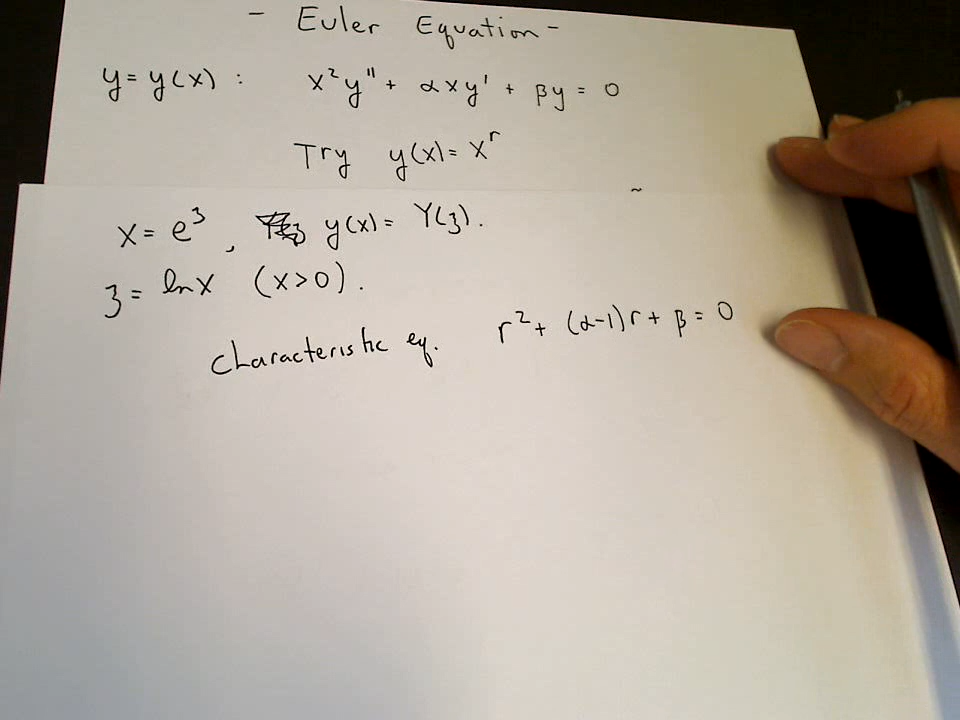 - Euler Equation -
y = y(x) : x²y" + αxy' + βy = 0
Try y(x) = x^r
x = e^z, y(x) = Y(z).
z = ln x (x>0).
Characteristic eq. r² + (α-1)r + β = 0